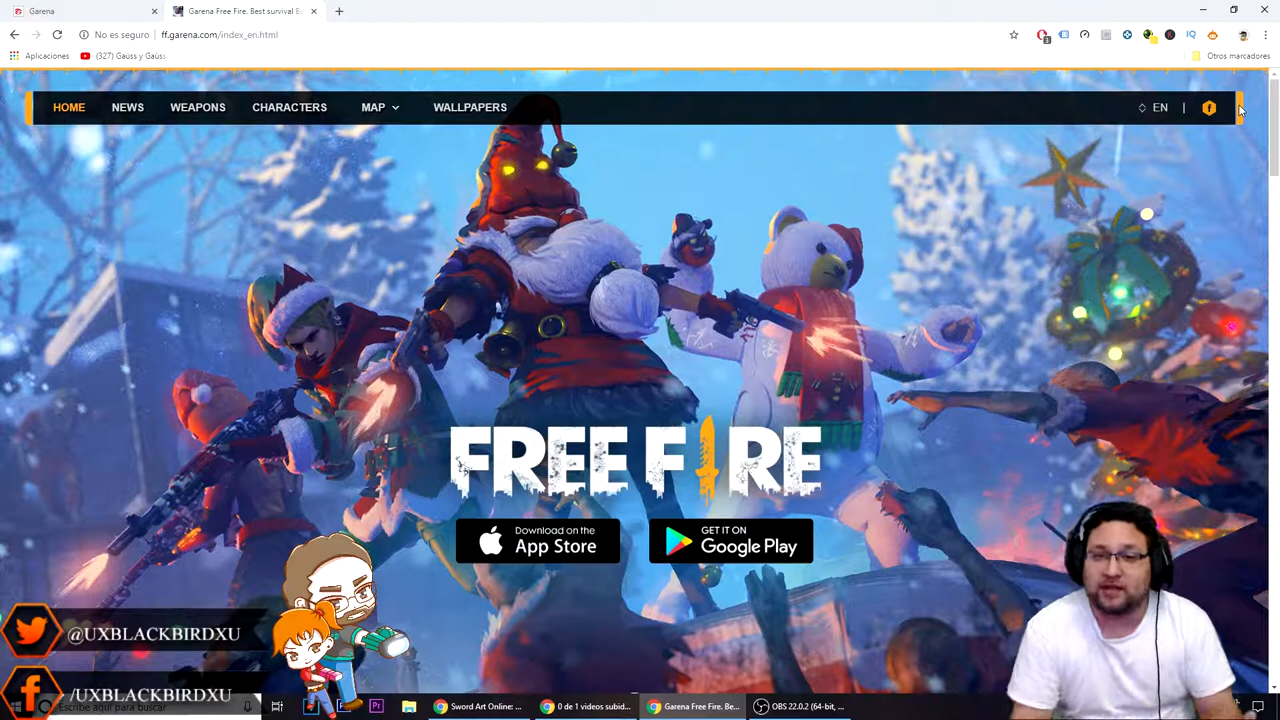 Garena
Garena Free Fire. Best survival B
No es seguro | ff.garena.com/index_en.html
Aplicaciones (327) Gaüss y Gaüss Otros marcadores
HOME NEWS WEAPONS CHARACTERS MAP WALLPAPERS EN |
FREE FIRE
Download on the
App Store
GET IT ON
Google Play
@UXBLACKBIRDXU
/UXBLACKBIRDXU
Escribe aquí para buscar
Sword Art Online: ... 0 de 1 videos subid... Garena Free Fire. Be... OBS 22.0.2 (64-bit, ...